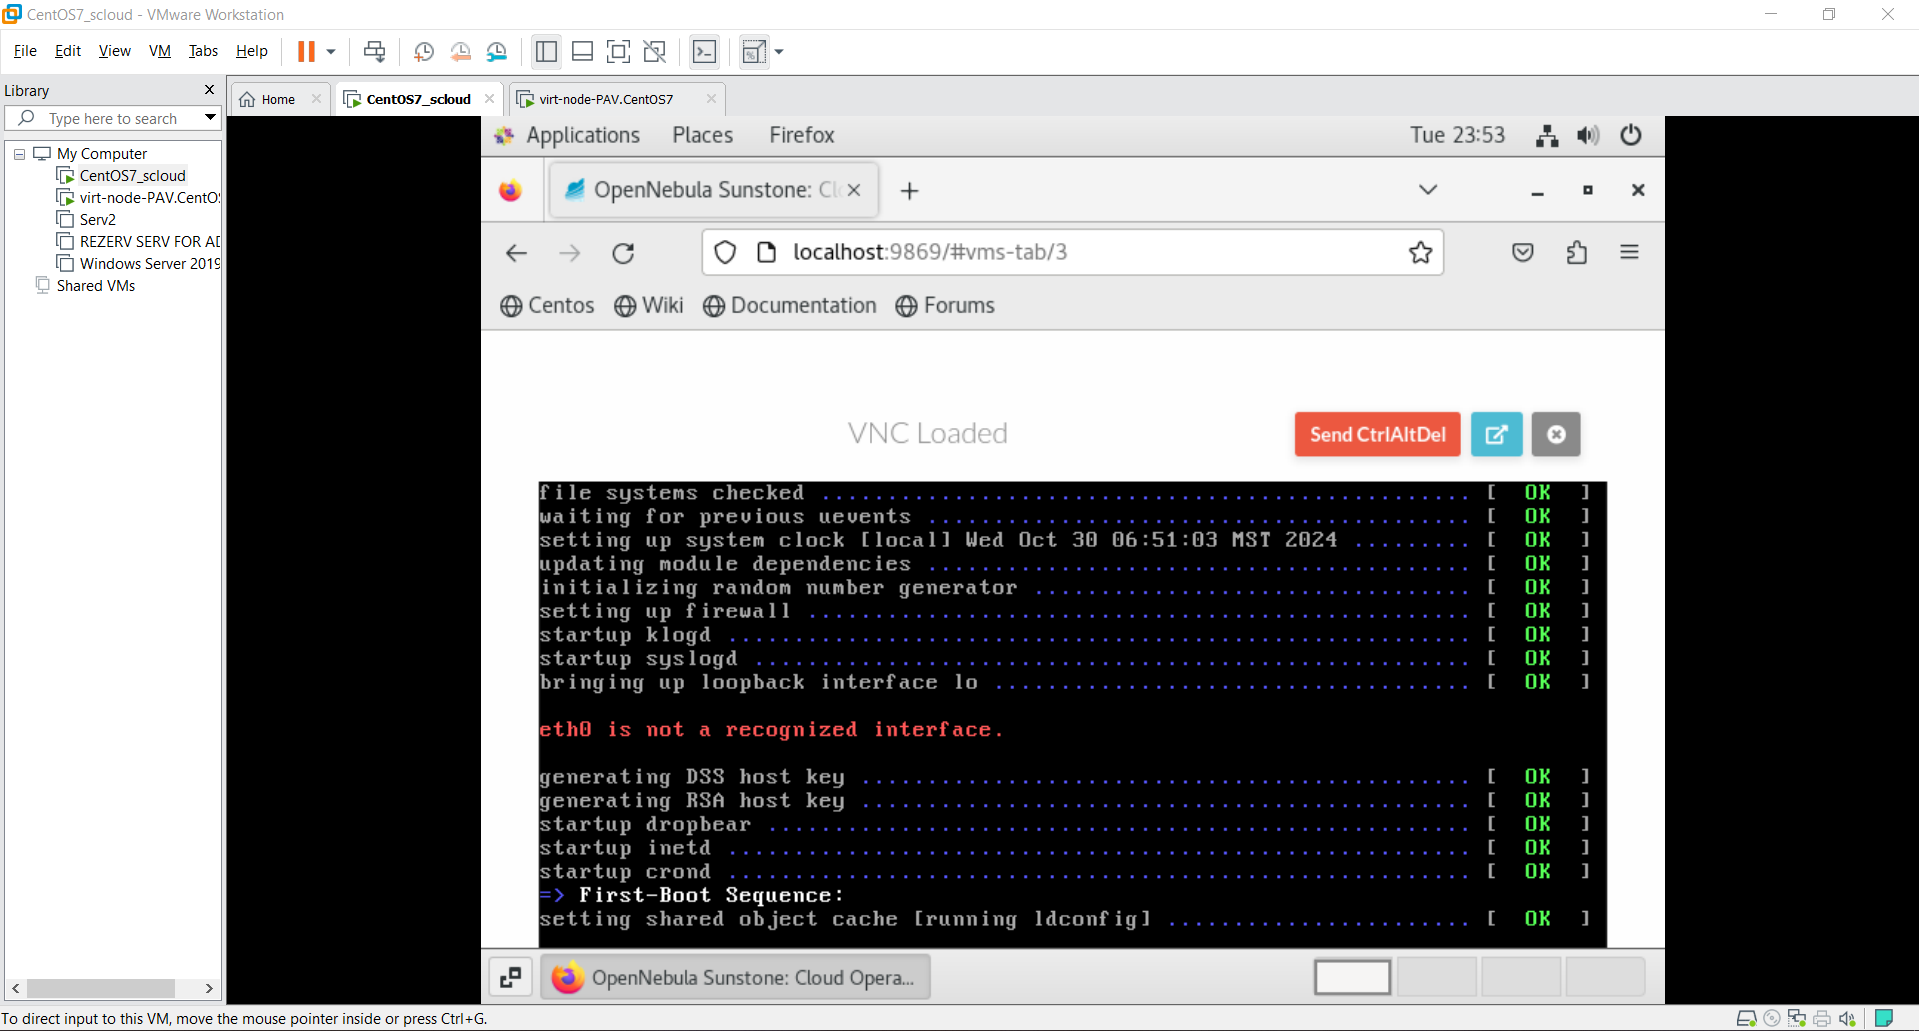 CentOS7_scloud - VMware Workstation
File Edit View VM Tabs Help
Library
Type here to search
My Computer
CentOS7_scloud
virt-node-PAV.CentOS
Serv2
REZERV SERV FOR AD
Windows Server 2019
Shared VMs
Home
CentOS7_scloud
virt-node-PAV.CentOS7
Applications Places Firefox Tue 23:53
OpenNebula Sunstone: Clo
localhost:9869/#vms-tab/3
Centos Wiki Documentation Forums
VNC Loaded
Send CtrlAltDel
file systems checked ................................................. [ OK ]
waiting for previous uevents ......................................... [ OK ]
setting up system clock [local] Wed Oct 30 06:51:03 MST 2024 ......... [ OK ]
updating module dependencies ......................................... [ OK ]
initializing random number generator ................................. [ OK ]
setting up firewall .................................................. [ OK ]
startup klogd ........................................................ [ OK ]
startup syslogd ...................................................... [ OK ]
bringing up loopback interface lo .................................... [ OK ]
eth0 is not a recognized interface.
generating DSS host key .............................................. [ OK ]
generating RSA host key .............................................. [ OK ]
startup dropbear ..................................................... [ OK ]
startup inetd ........................................................ [ OK ]
startup crond ........................................................ [ OK ]
=> First-Boot Sequence:
setting shared object cache [running ldconfig] ....................... [ OK ]
OpenNebula Sunstone: Cloud Opera...
To direct input to this VM, move the mouse pointer inside or press Ctrl+G.